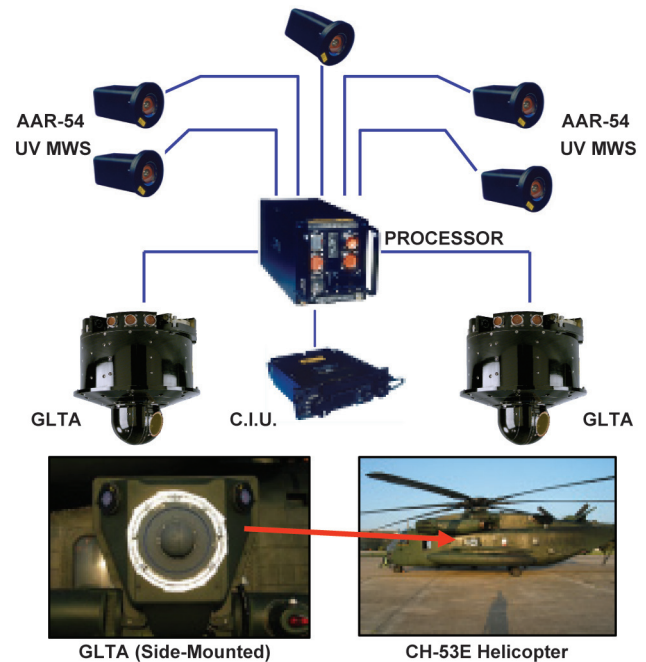 AAR-54
UV MWS
AAR-54
UV MWS
PROCESSOR
GLTA
C.I.U.
GLTA
GLTA (Side-Mounted)
CH-53E Helicopter